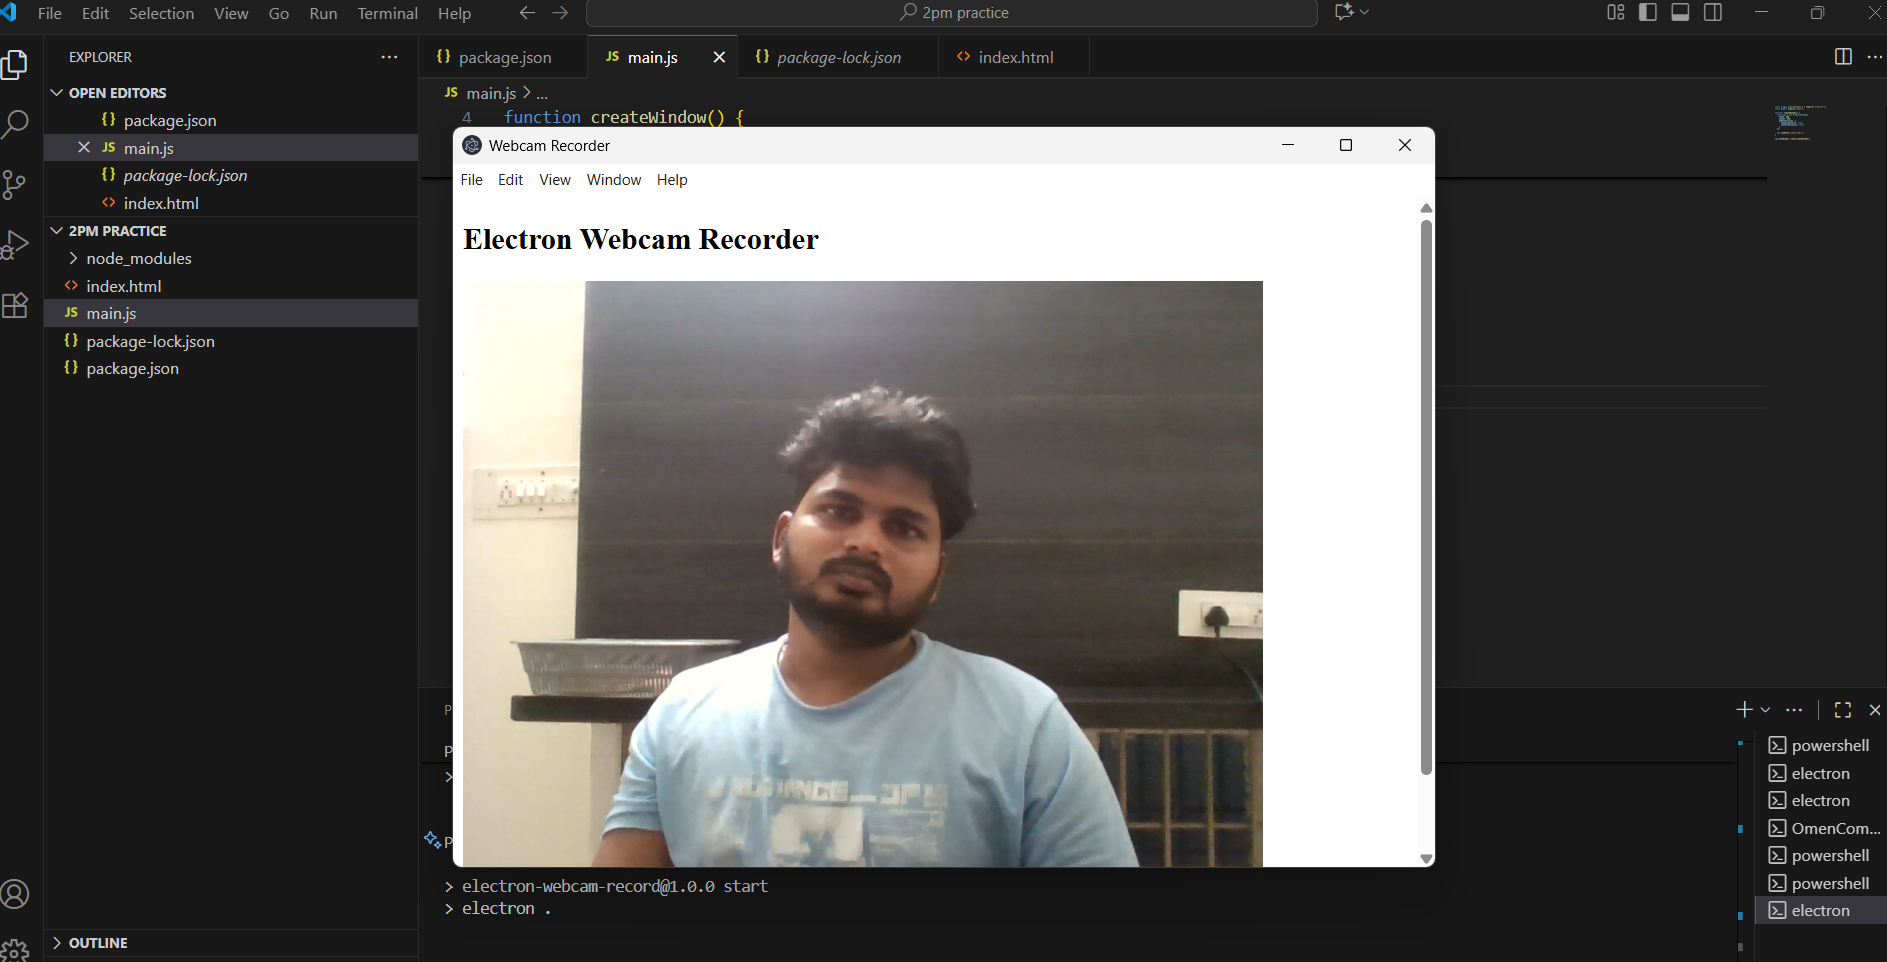 File Edit Selection View Go Run Terminal Help
2pm practice
EXPLORER
OPEN EDITORS
package.json
JS main.js
package-lock.json
index.html
2PM PRACTICE
node_modules
index.html
JS main.js
package-lock.json
package.json
OUTLINE
package.json
JS main.js
package-lock.json
index.html
JS main.js > ...
4 function createWindow() {
Webcam Recorder
File Edit View Window Help
Electron Webcam Recorder
> electron-webcam-record@1.0.0 start
> electron .
powershell
electron
electron
OmenCom...
powershell
powershell
electron